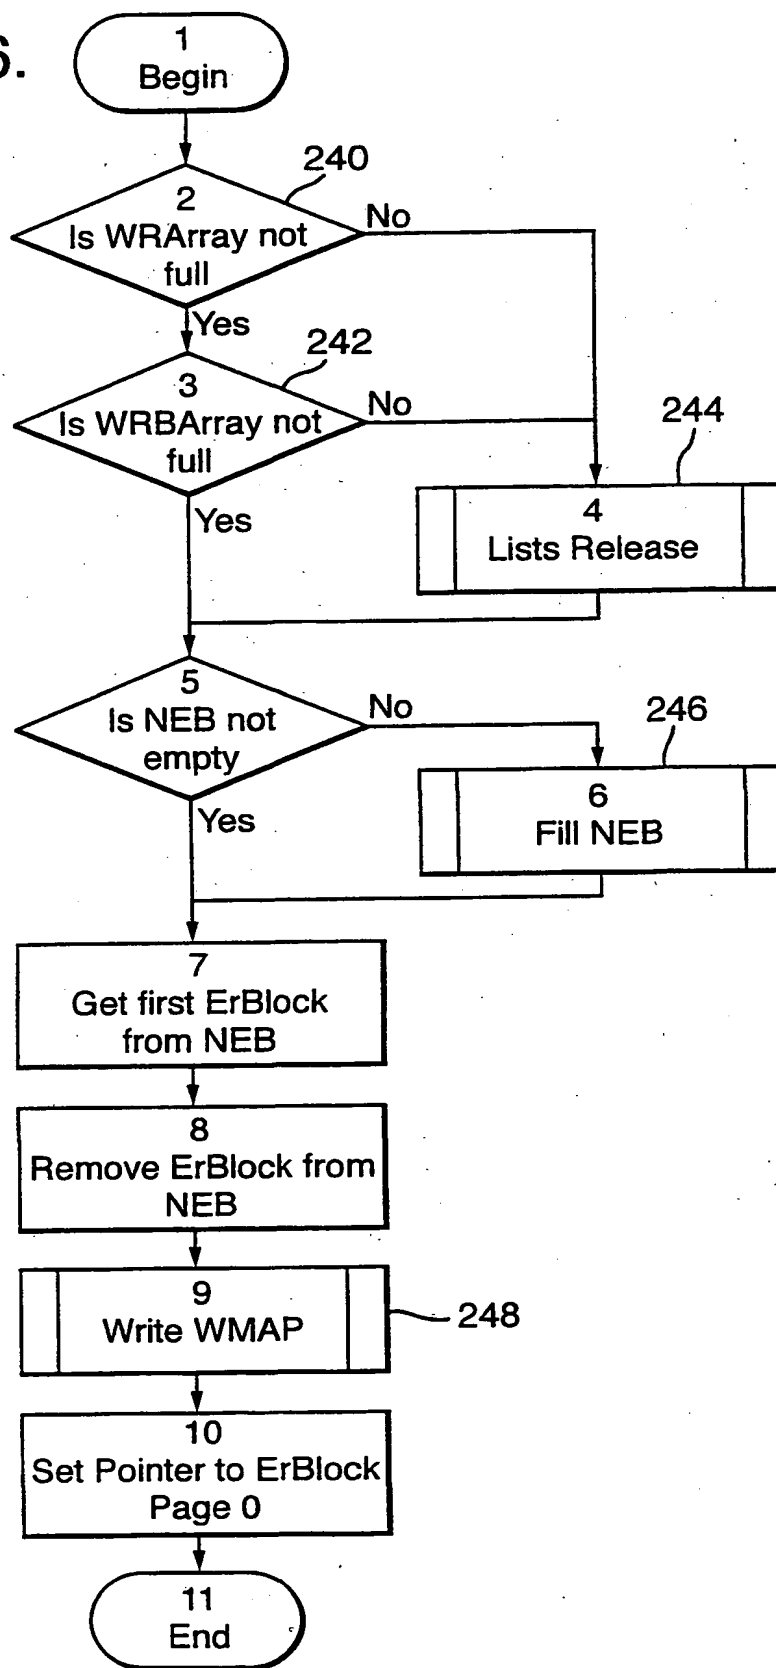 6.
1
Begin
240
2
Is WRArray not
full
No
Yes
242
3
Is WRBArray not
full
No
Yes
244
4
Lists Release
5
Is NEB not
empty
No
Yes
246
6
Fill NEB
7
Get first ErBlock
from NEB
8
Remove ErBlock from
NEB
9
Write WMAP
248
10
Set Pointer to ErBlock
Page 0
11
End